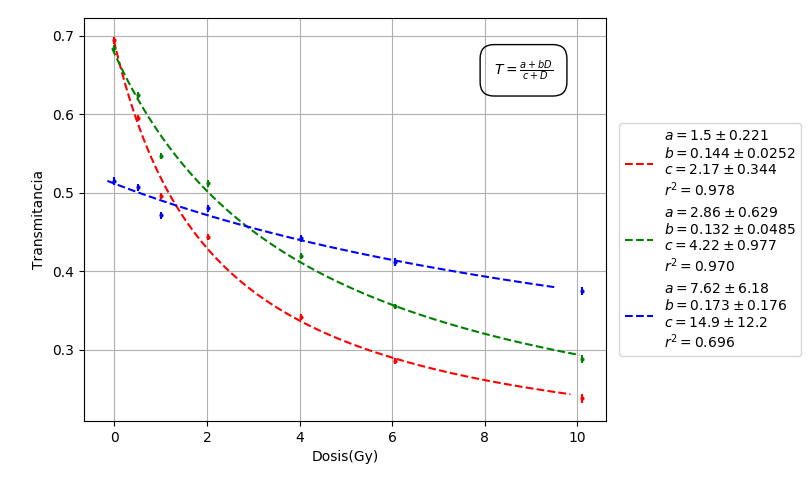 0.7
0.6
0.5
0.4
0.3
Transmitancia
0 2 4 6 8 10
Dosis(Gy)
T = \frac{a+bD}{c+D}
a = 1.5 ± 0.221
b = 0.144 ± 0.0252
c = 2.17 ± 0.344
r² = 0.978
a = 2.86 ± 0.629
b = 0.132 ± 0.0485
c = 4.22 ± 0.977
r² = 0.970
a = 7.62 ± 6.18
b = 0.173 ± 0.176
c = 14.9 ± 12.2
r² = 0.696